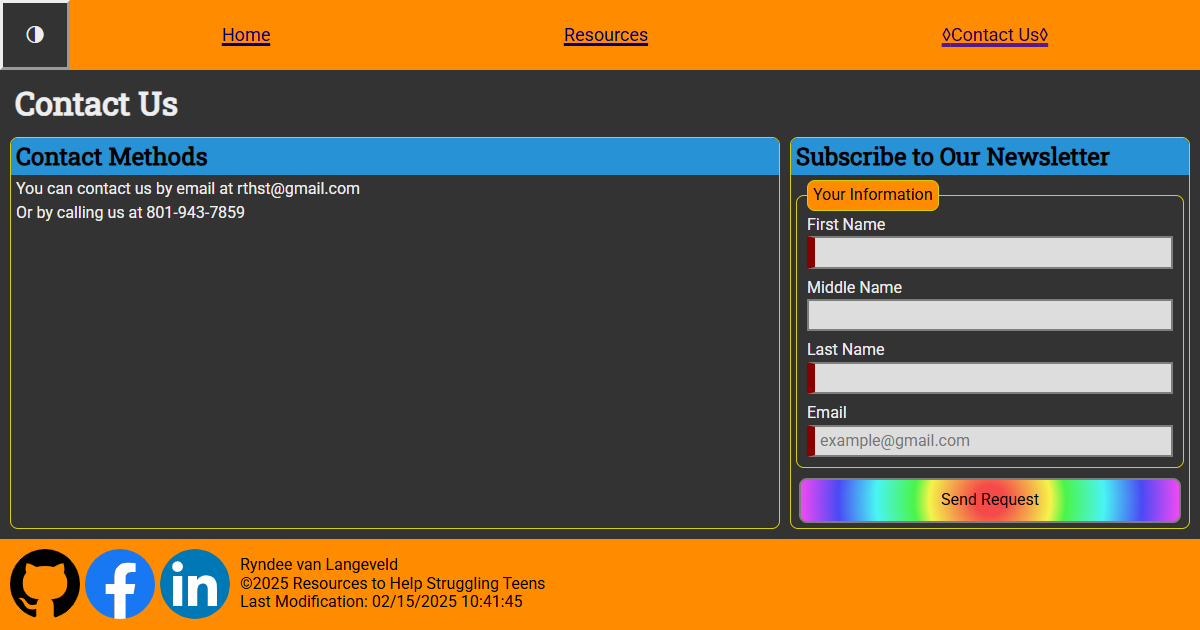 Home
Resources
◊Contact Us◊
Contact Us
Contact Methods
You can contact us by email at rthst@gmail.com
Or by calling us at 801-943-7859
Subscribe to Our Newsletter
Your Information
First Name
Middle Name
Last Name
Email
example@gmail.com
Send Request
Ryndee van Langeveld
©2025 Resources to Help Struggling Teens
Last Modification: 02/15/2025 10:41:45